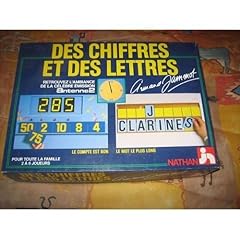 DES CHIFFRES
ET DES LETTRES
RETROUVEZ L'AMBIANCE
DE LA CÉLÈBRE ÉMISSION
Antenne 2
Armand Jammot
285
50 2 10 8 4
75
J
CLARINES
LE COMPTE EST BON
LE MOT LE PLUS LONG
POUR TOUTE LA FAMILLE
2 À 6 JOUEURS
NATHAN